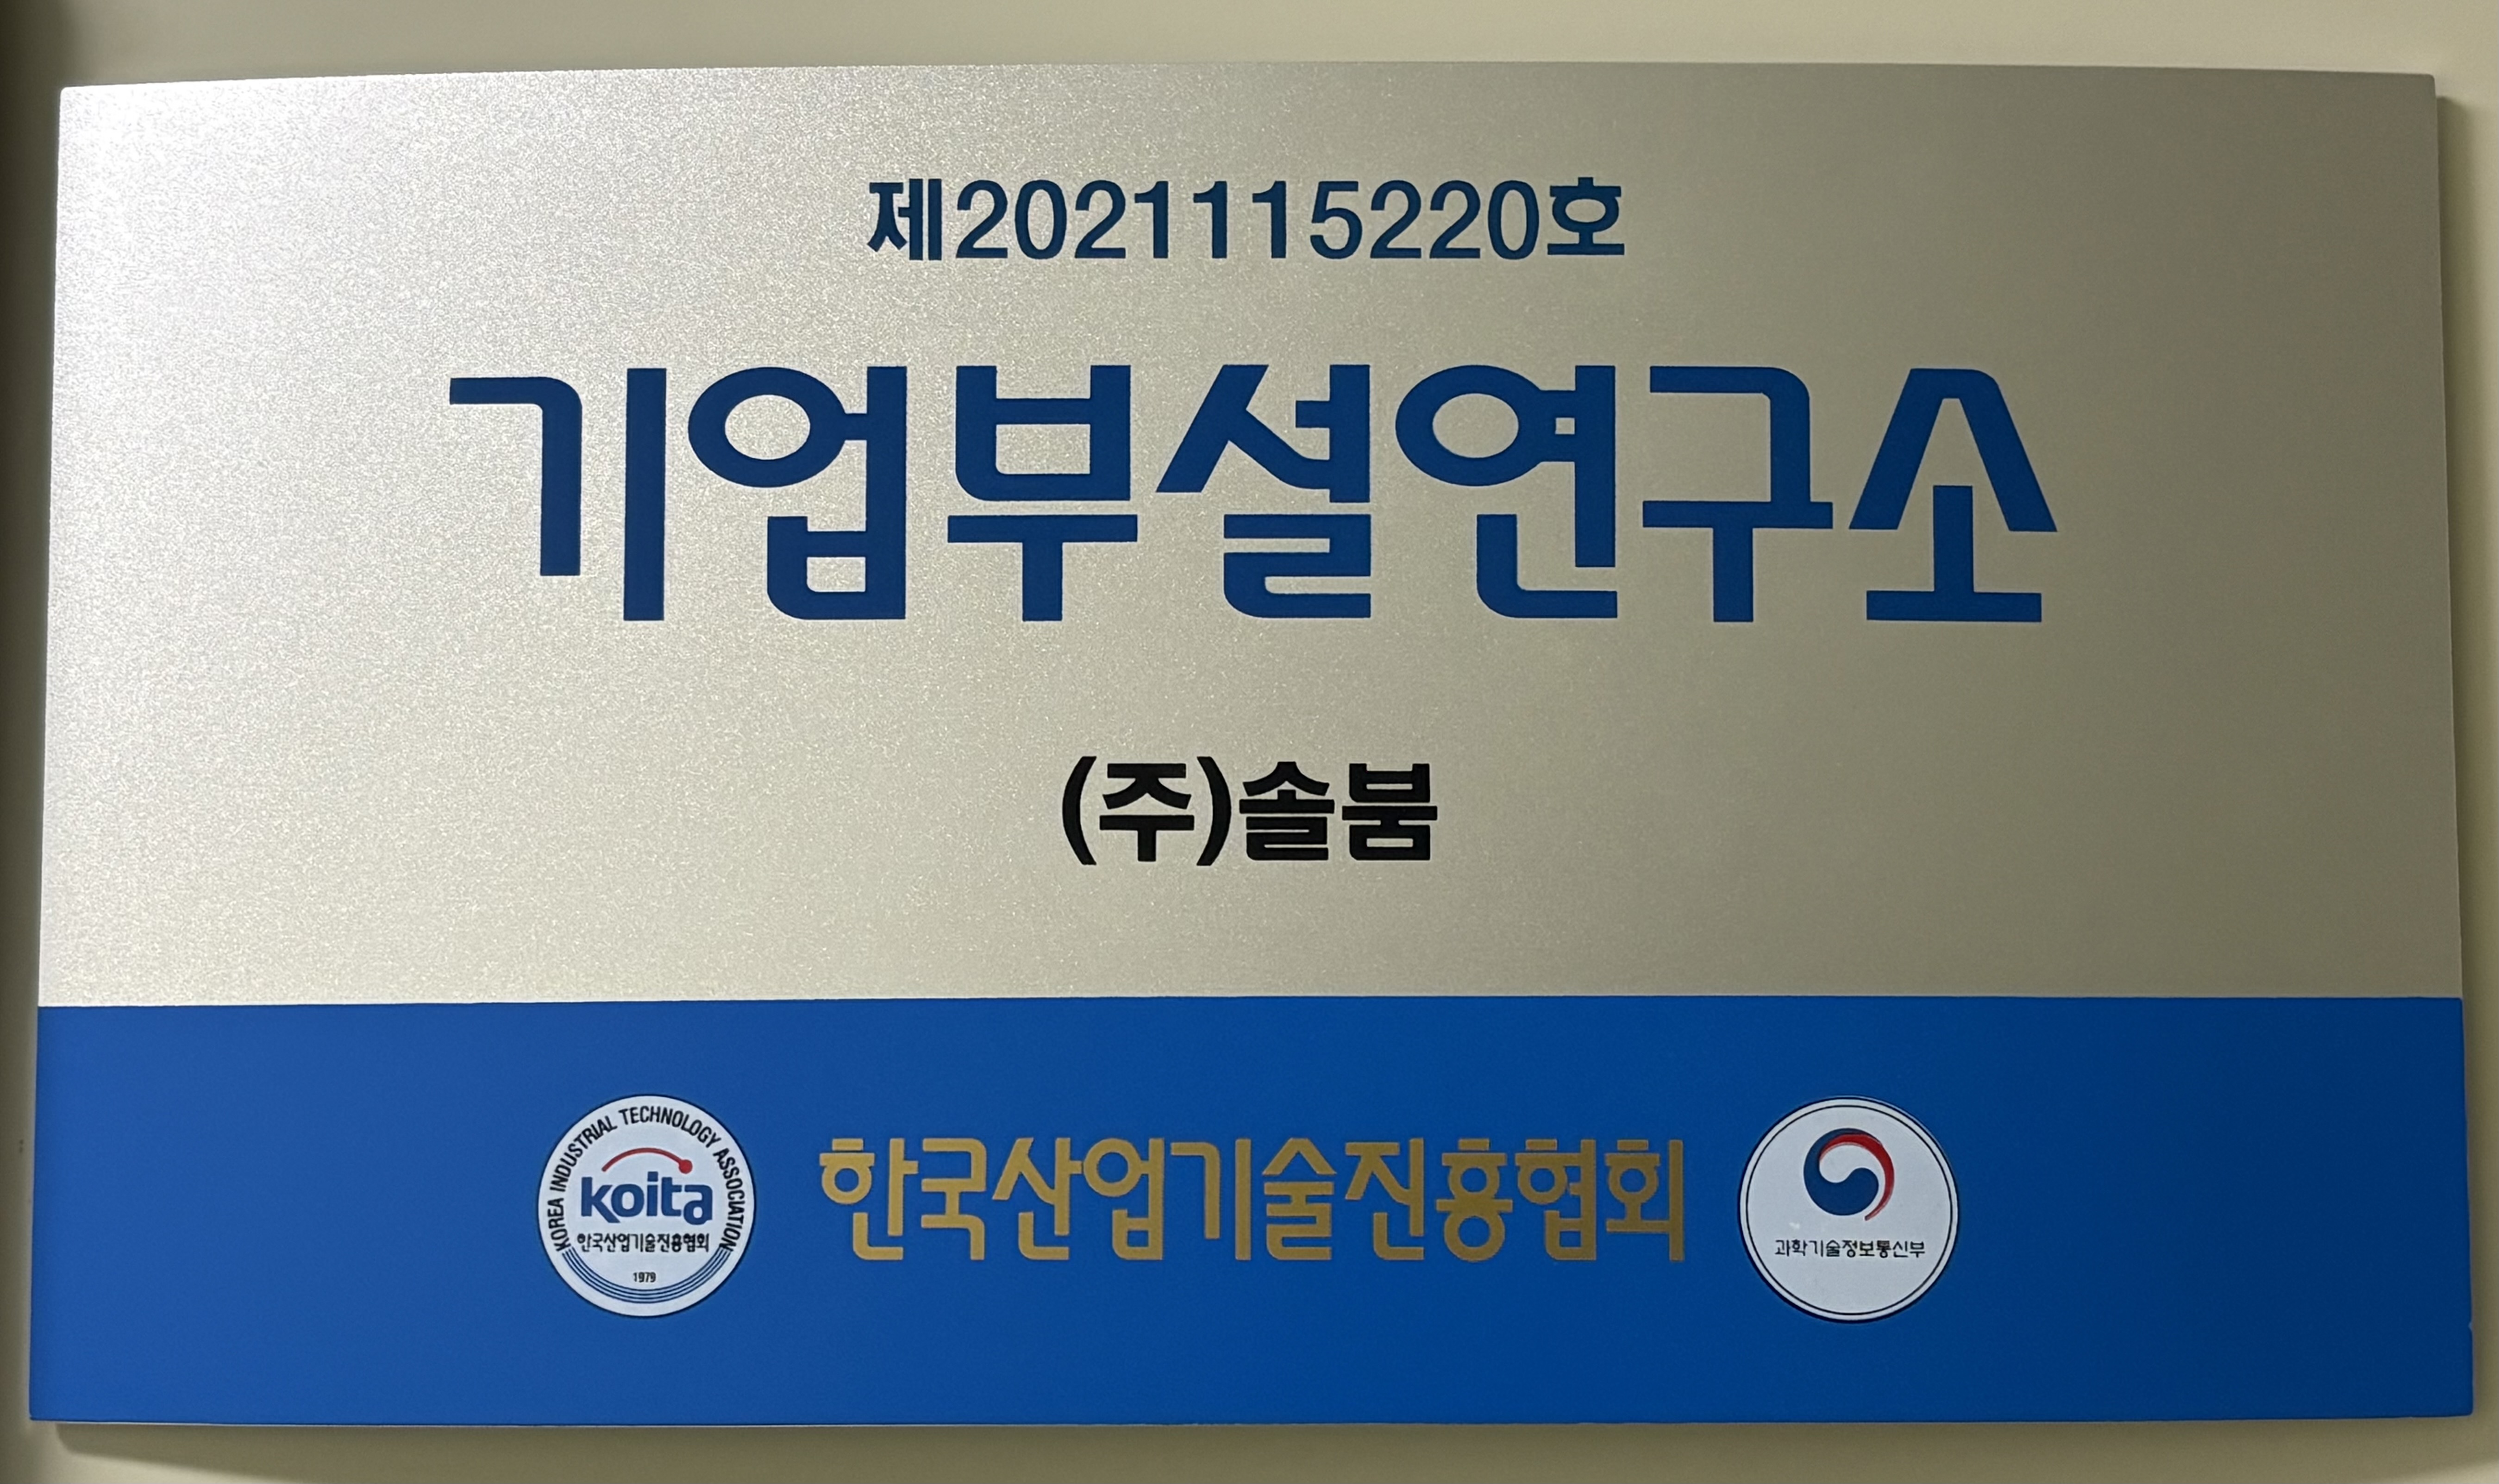 제2021115220호
기업부설연구소
(주)솔붐
KOREA INDUSTRIAL TECHNOLOGY ASSOCIATION
koita
한국산업기술진흥협회
1979
한국산업기술진흥협회
과학기술정보통신부